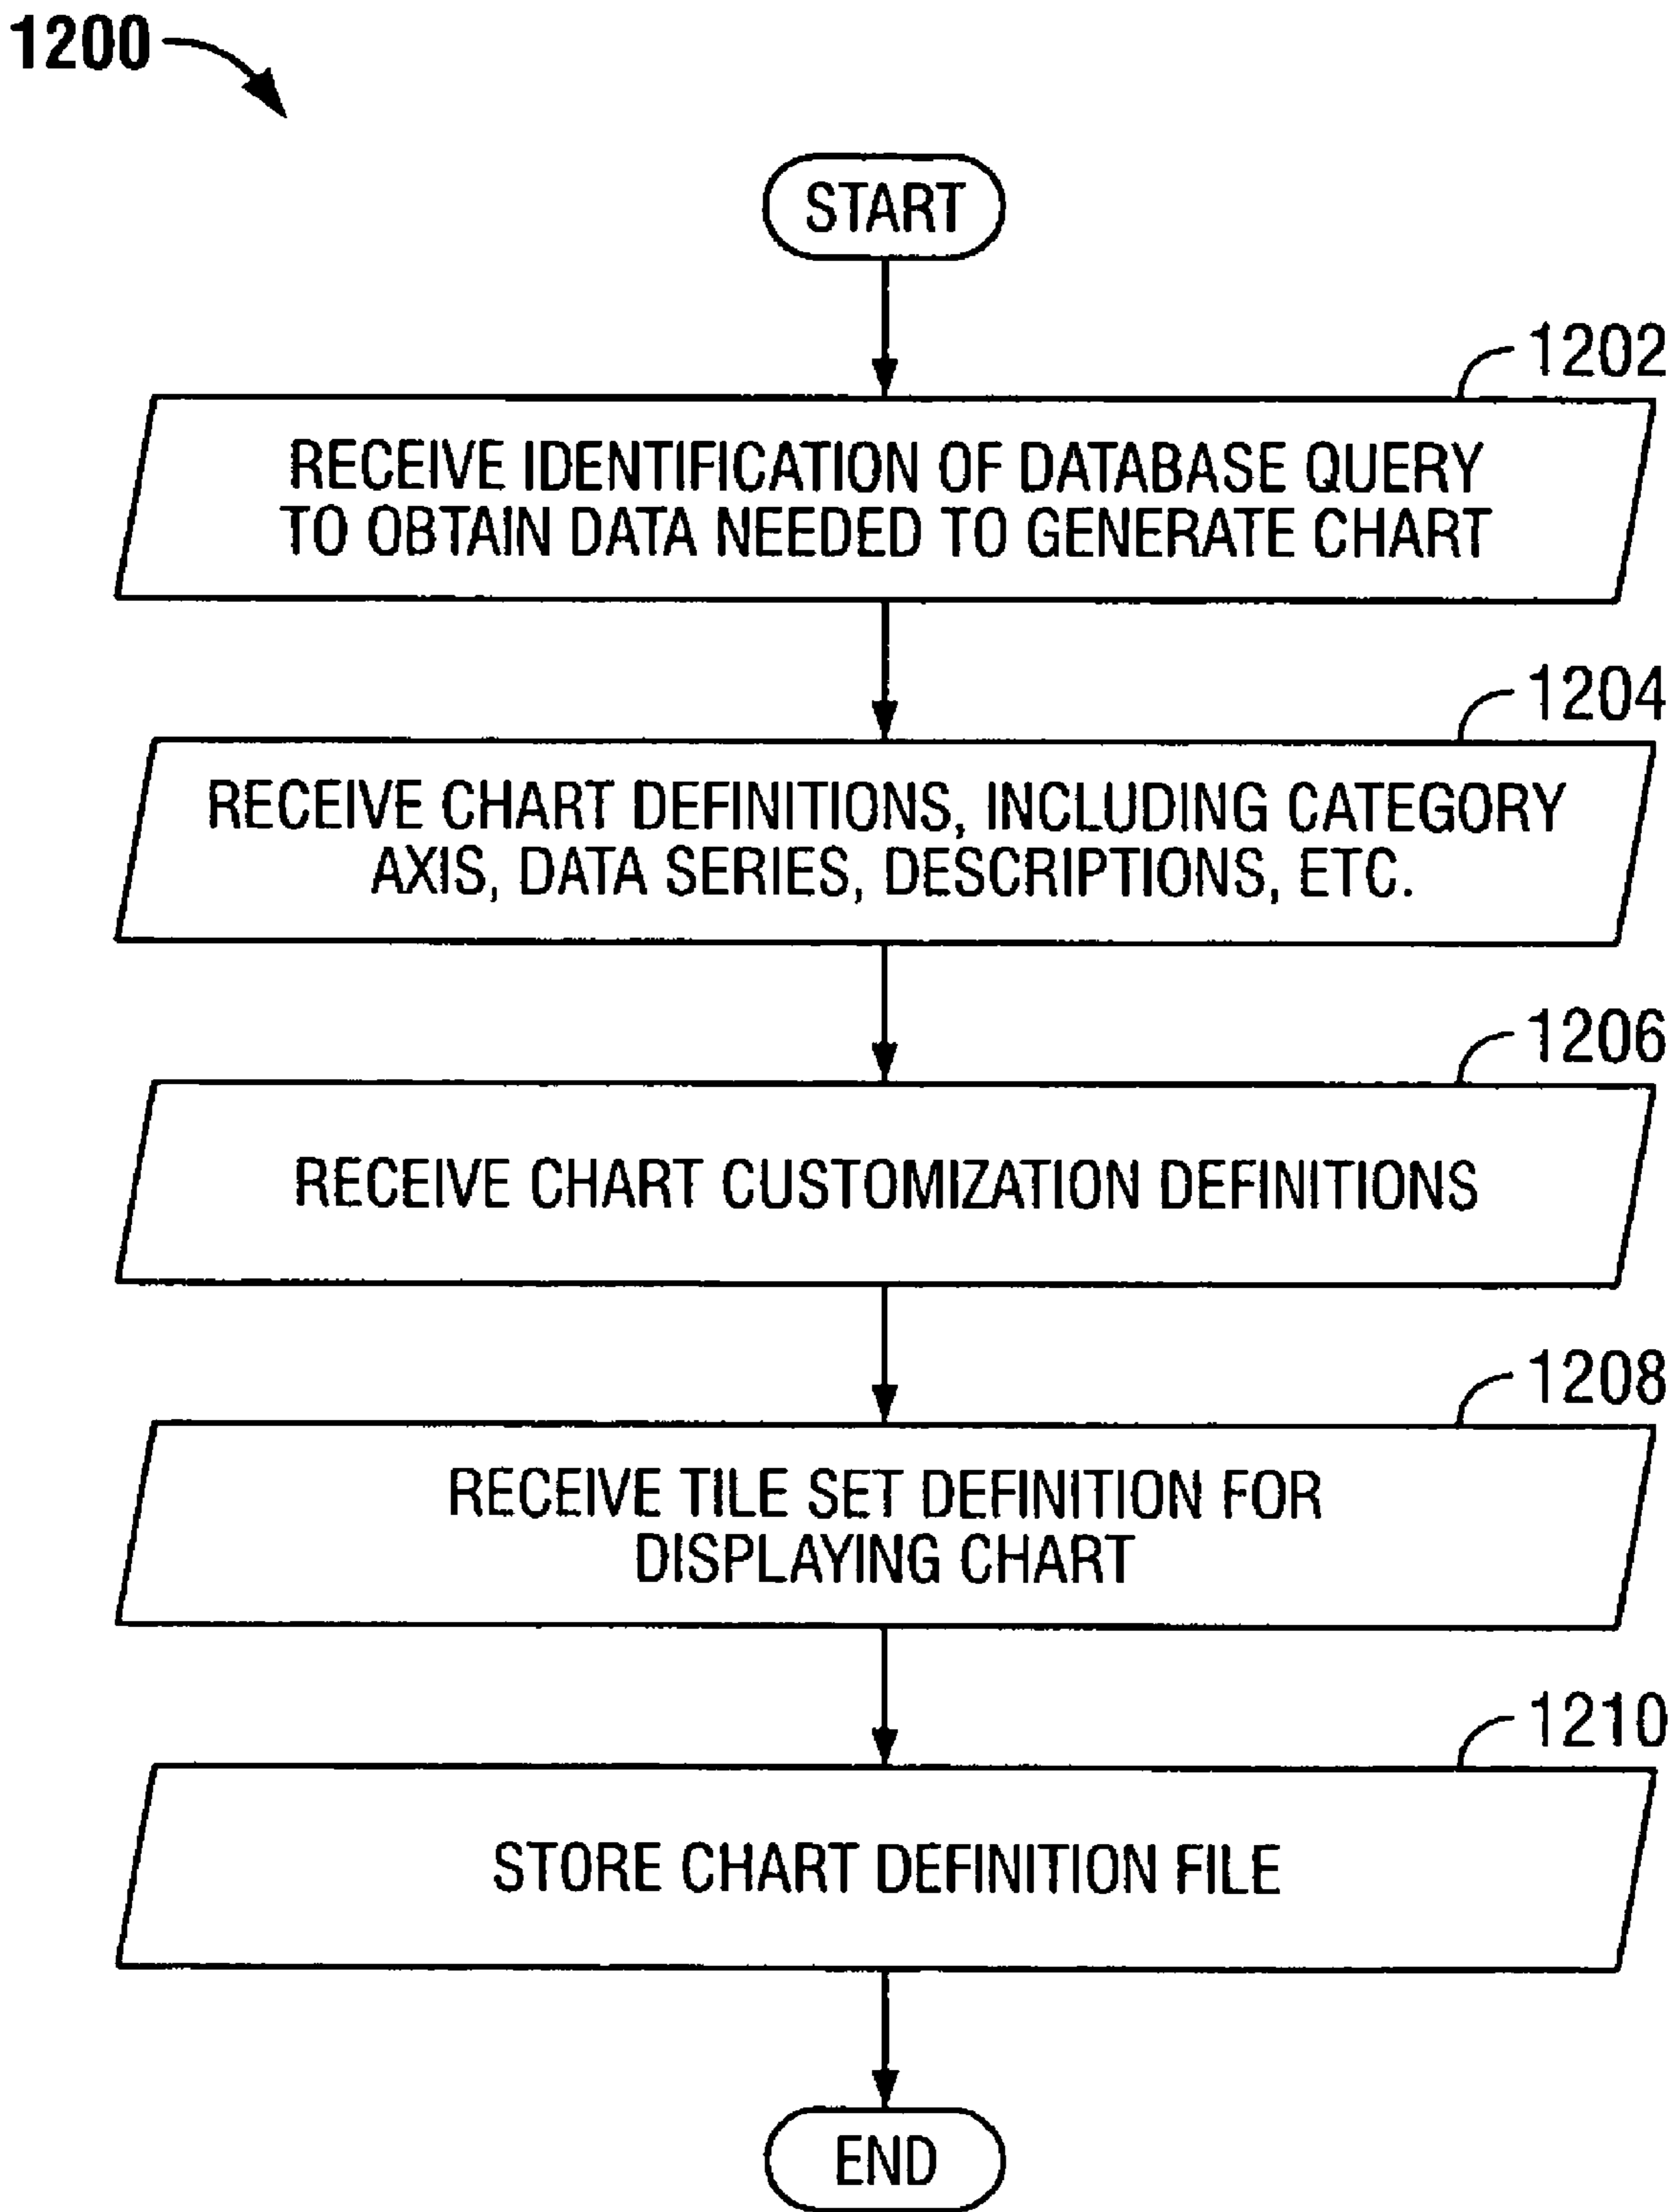 1200
START
1202
RECEIVE IDENTIFICATION OF DATABASE QUERY
TO OBTAIN DATA NEEDED TO GENERATE CHART
1204
RECEIVE CHART DEFINITIONS, INCLUDING CATEGORY
AXIS, DATA SERIES, DESCRIPTIONS, ETC.
1206
RECEIVE CHART CUSTOMIZATION DEFINITIONS
1208
RECEIVE TILE SET DEFINITION FOR
DISPLAYING CHART
1210
STORE CHART DEFINITION FILE
END